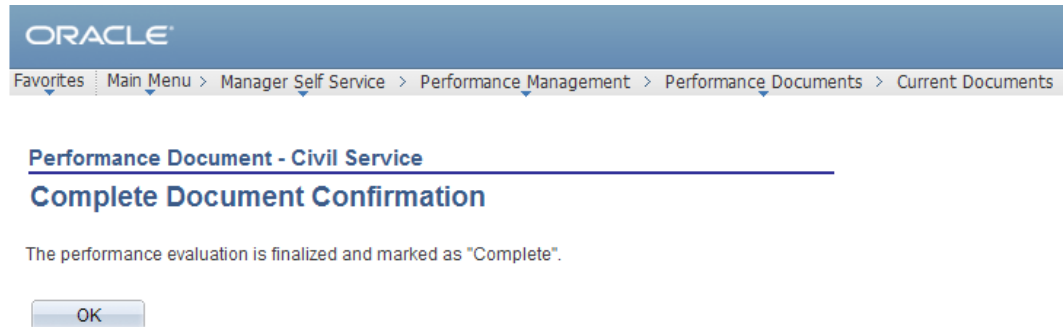 ORACLE
Favorites Main Menu > Manager Self Service > Performance Management > Performance Documents > Current Documents
Performance Document - Civil Service
Complete Document Confirmation
The performance evaluation is finalized and marked as "Complete".
OK